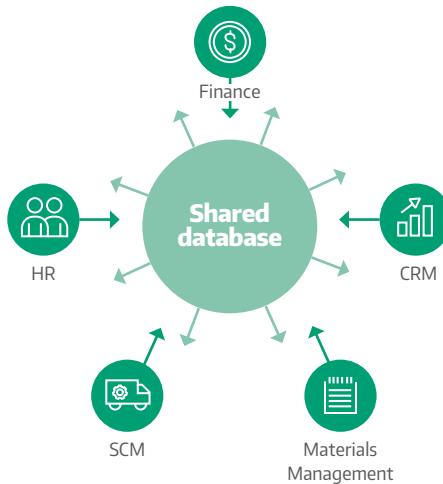 Finance
Shared
database
HR
CRM
SCM
Materials
Management